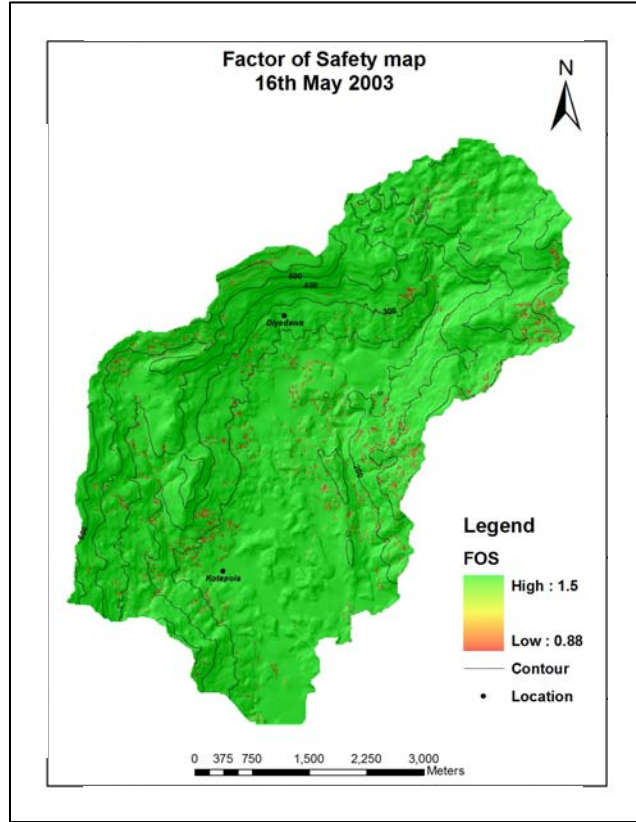 Factor of Safety map
16th May 2003
N
300
Diyadawa
Kotapola
Legend
FOS
High : 1.5
Low : 0.88
Contour
Location
0 375 750 1,500 2,250 3,000
Meters